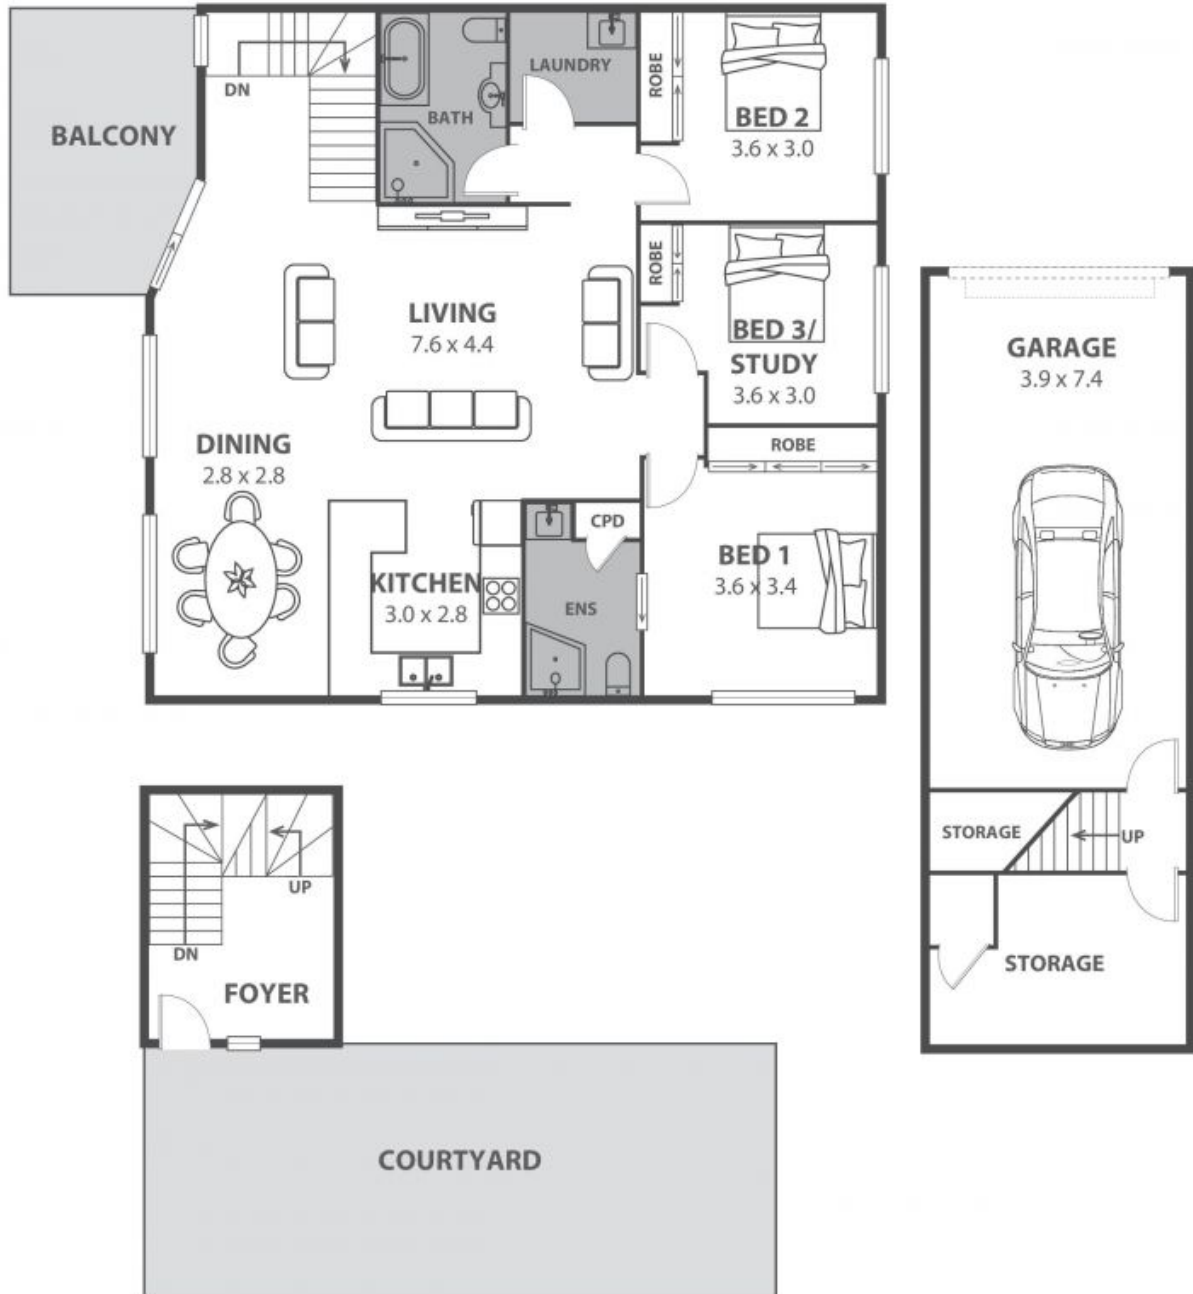 DN
BATH
LAUNDRY
ROBE
BED 2
3.6 x 3.0
BALCONY
LIVING
7.6 x 4.4
ROBE
BED 3/
STUDY
3.6 x 3.0
GARAGE
3.9 x 7.4
DINING
2.8 x 2.8
ROBE
CPD
KITCHEN
3.0 x 2.8
ENS
BED 1
3.6 x 3.4
STORAGE
UP
STORAGE
UP
DN
FOYER
COURTYARD